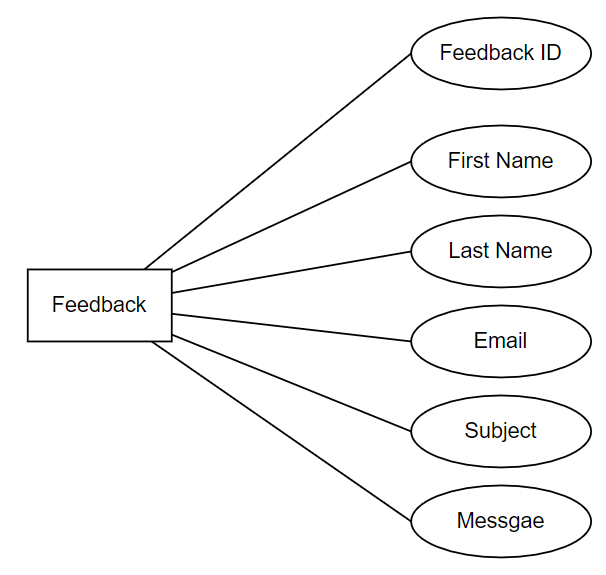 Feedback ID
First Name
Last Name
Feedback
Email
Subject
Messgae